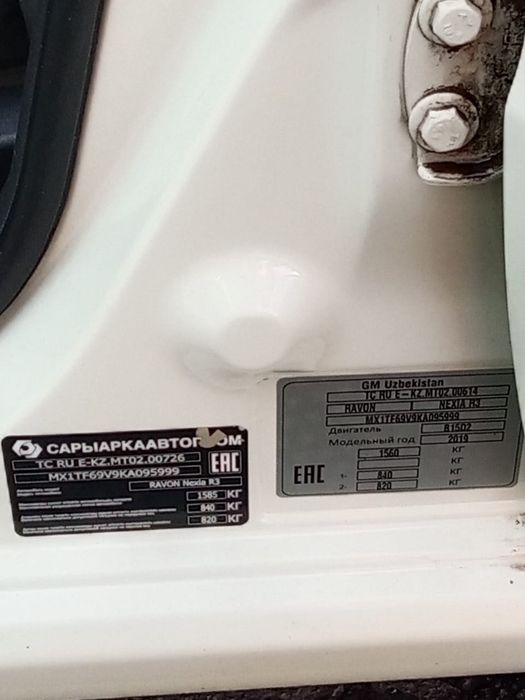 GM Uzbekistan
TC RU E-KZ.MT02.00614
RAVON NEXIA R3
MX1TF69V9KA095999
Двигатель B15D2
Модельный год 2019
1560 КГ
КГ
1- 840 КГ
2- 820 КГ
EAC
САРЫАРКААВТОПРОМ
TC RU E-KZ.MT02.00726
MX1TF69V9KA095999
EAC
RAVON Nexia R3
1585 КГ
840 КГ
820 КГ